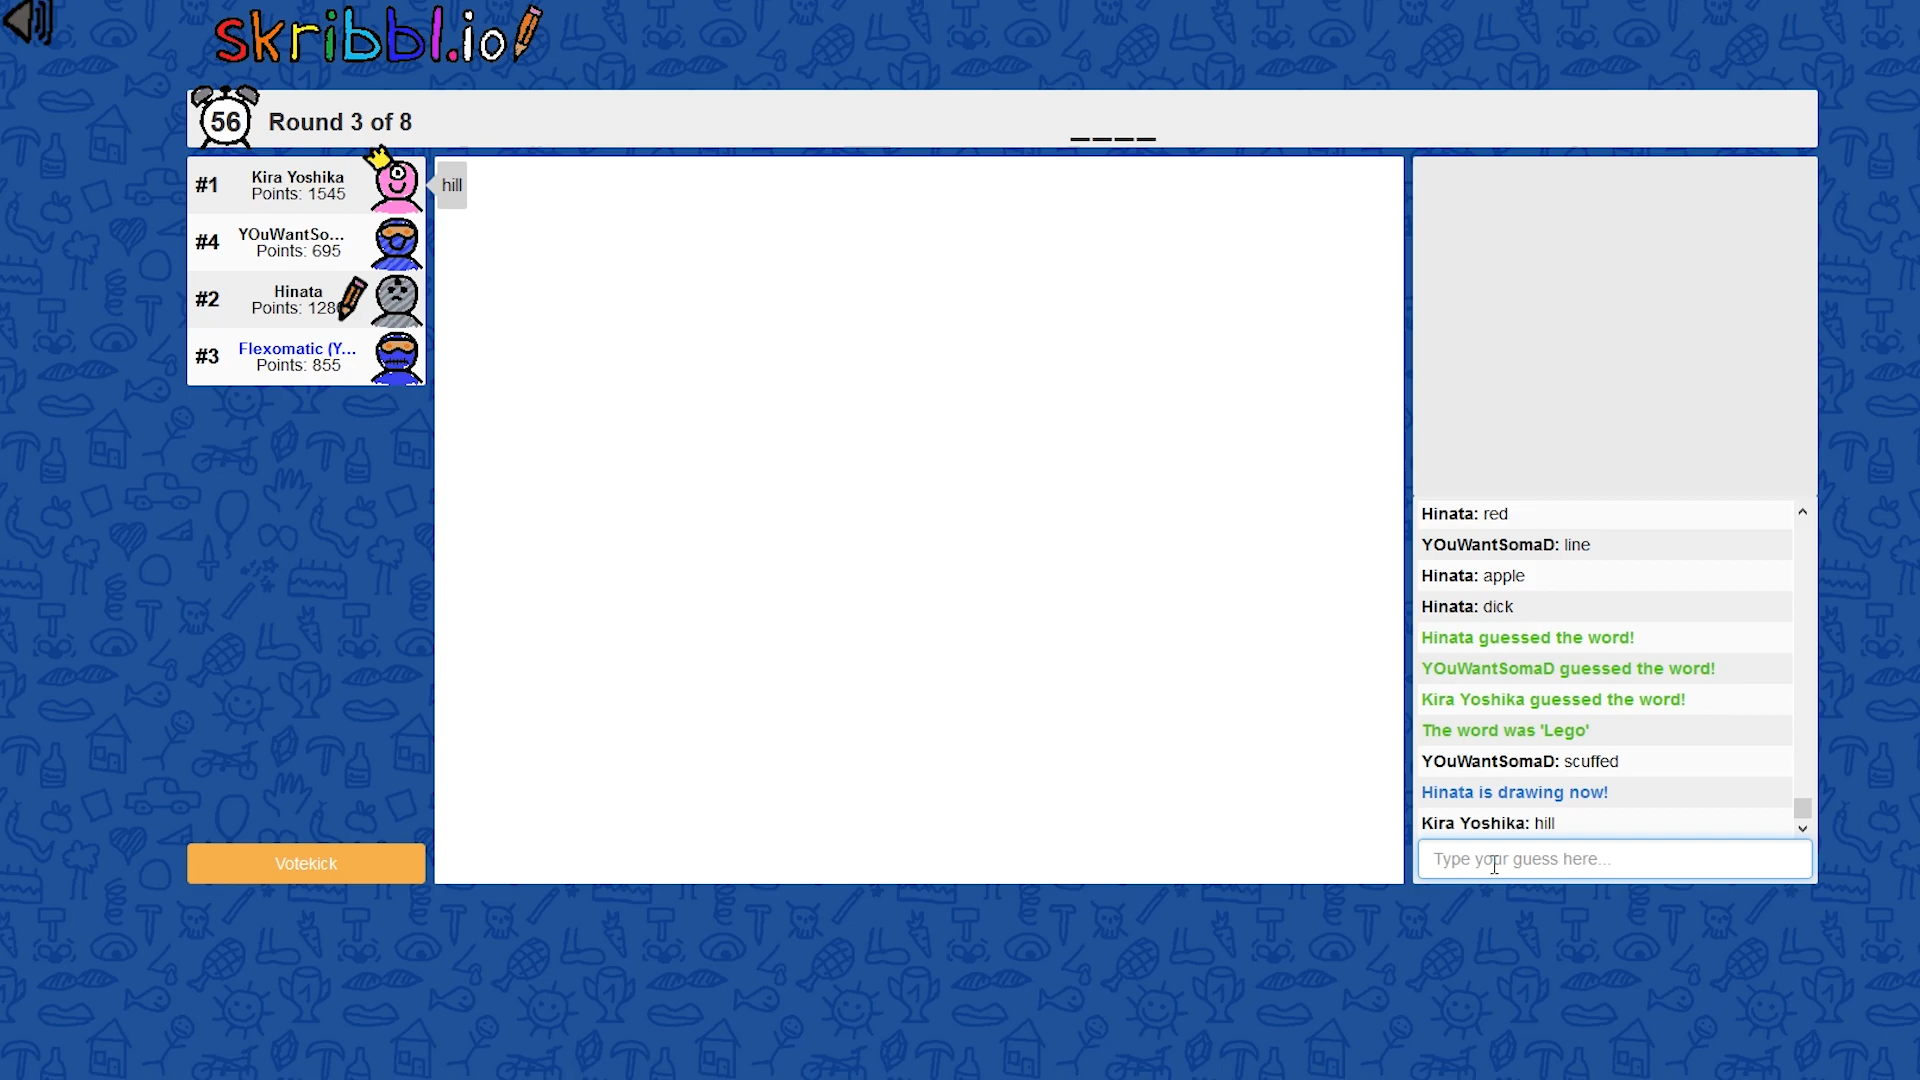 skribbl.io
56
Round 3 of 8
____
#1
Kira Yoshika
Points: 1545
hill
#4
YOuWantSo...
Points: 695
#2
Hinata
Points: 128
#3
Flexomatic (Y...
Points: 855
Votekick
Hinata: red
YOuWantSomaD: line
Hinata: apple
Hinata: dick
Hinata guessed the word!
YOuWantSomaD guessed the word!
Kira Yoshika guessed the word!
The word was 'Lego'
YOuWantSomaD: scuffed
Hinata is drawing now!
Kira Yoshika: hill
Type your guess here...